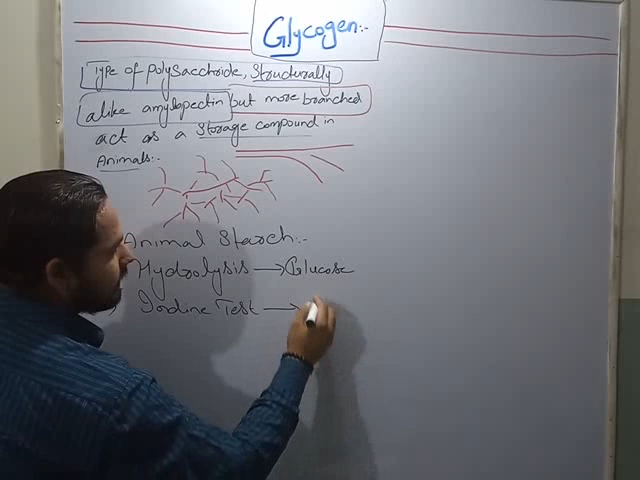 Glycogen:-
Type of Polysacchride, Structurally
alike amylopectin but more branched
act as a Storage compound in
Animals:-
Animal Starch:-
Hydrolysis → Glucose
Iodine Test →